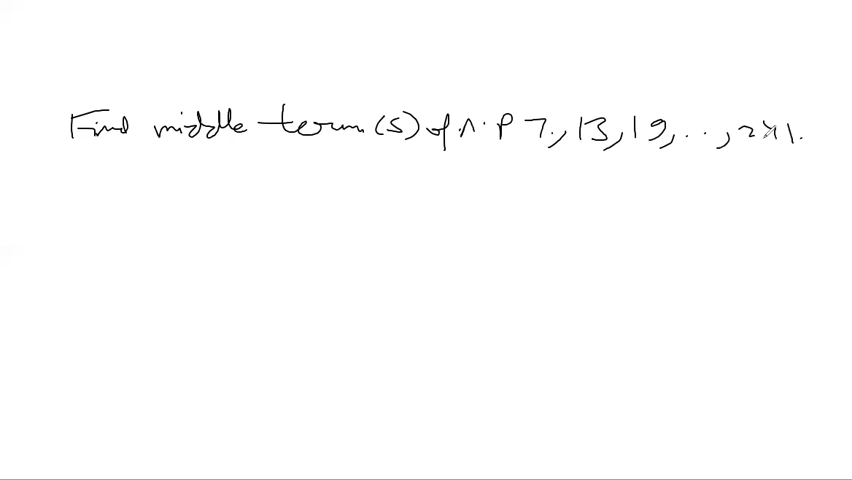 Find middle term(s) of A.P 7, 13, 19, .., 241.